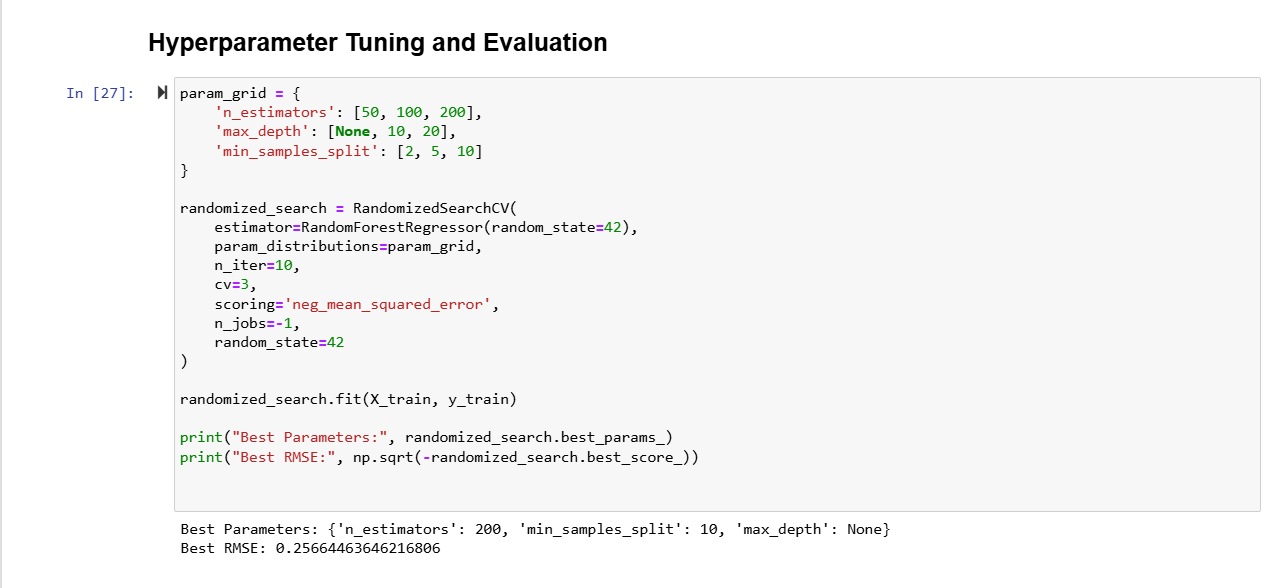 Hyperparameter Tuning and Evaluation
In [27]:
param_grid = {
    'n_estimators': [50, 100, 200],
    'max_depth': [None, 10, 20],
    'min_samples_split': [2, 5, 10]
}
randomized_search = RandomizedSearchCV(
    estimator=RandomForestRegressor(random_state=42),
    param_distributions=param_grid,
    n_iter=10,
    cv=3,
    scoring='neg_mean_squared_error',
    n_jobs=-1,
    random_state=42
)
randomized_search.fit(X_train, y_train)
print("Best Parameters:", randomized_search.best_params_)
print("Best RMSE:", np.sqrt(-randomized_search.best_score_))
Best Parameters: {'n_estimators': 200, 'min_samples_split': 10, 'max_depth': None}
Best RMSE: 0.25664463646216806